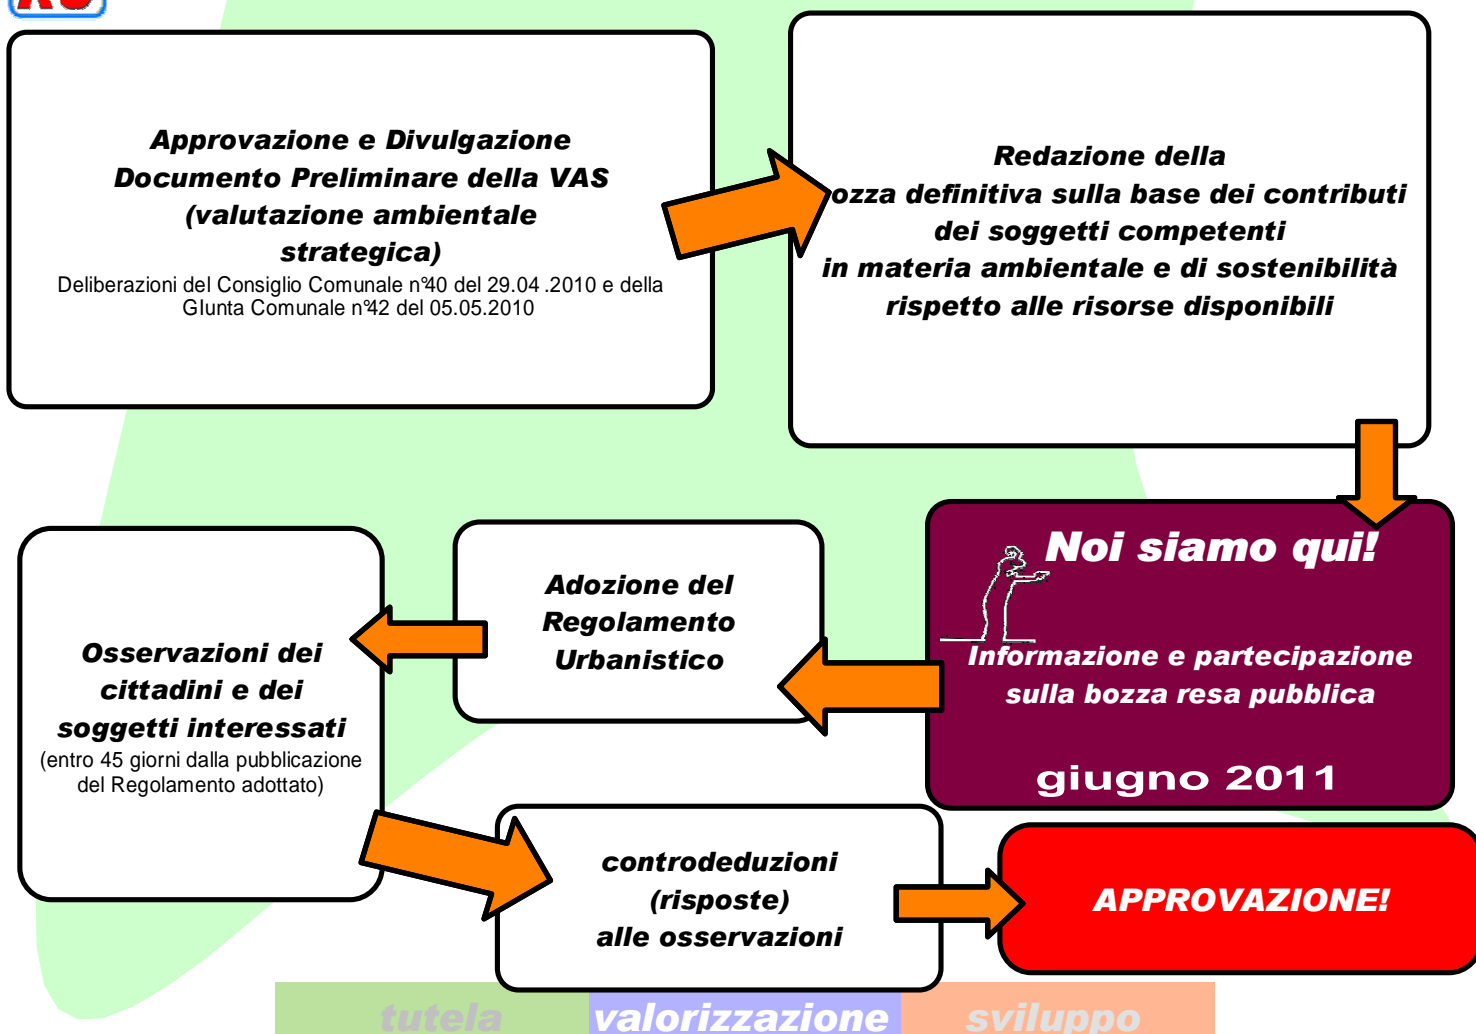 Approvazione e Divulgazione
Documento Preliminare della VAS
(valutazione ambientale
strategica)
Deliberazioni del Consiglio Comunale n°40 del 29.04 .2010 e della
GIunta Comunale n°42 del 05.05.2010
Redazione della
ozza definitiva sulla base dei contributi
dei soggetti competenti
in materia ambientale e di sostenibilità
rispetto alle risorse disponibili
Noi siamo qui!
Informazione e partecipazione
sulla bozza resa pubblica
giugno 2011
Adozione del
Regolamento
Urbanistico
Osservazioni dei
cittadini e dei
soggetti interessati
(entro 45 giorni dalla pubblicazione
del Regolamento adottato)
controdeduzioni
(risposte)
alle osservazioni
APPROVAZIONE!
tutela valorizzazione sviluppo